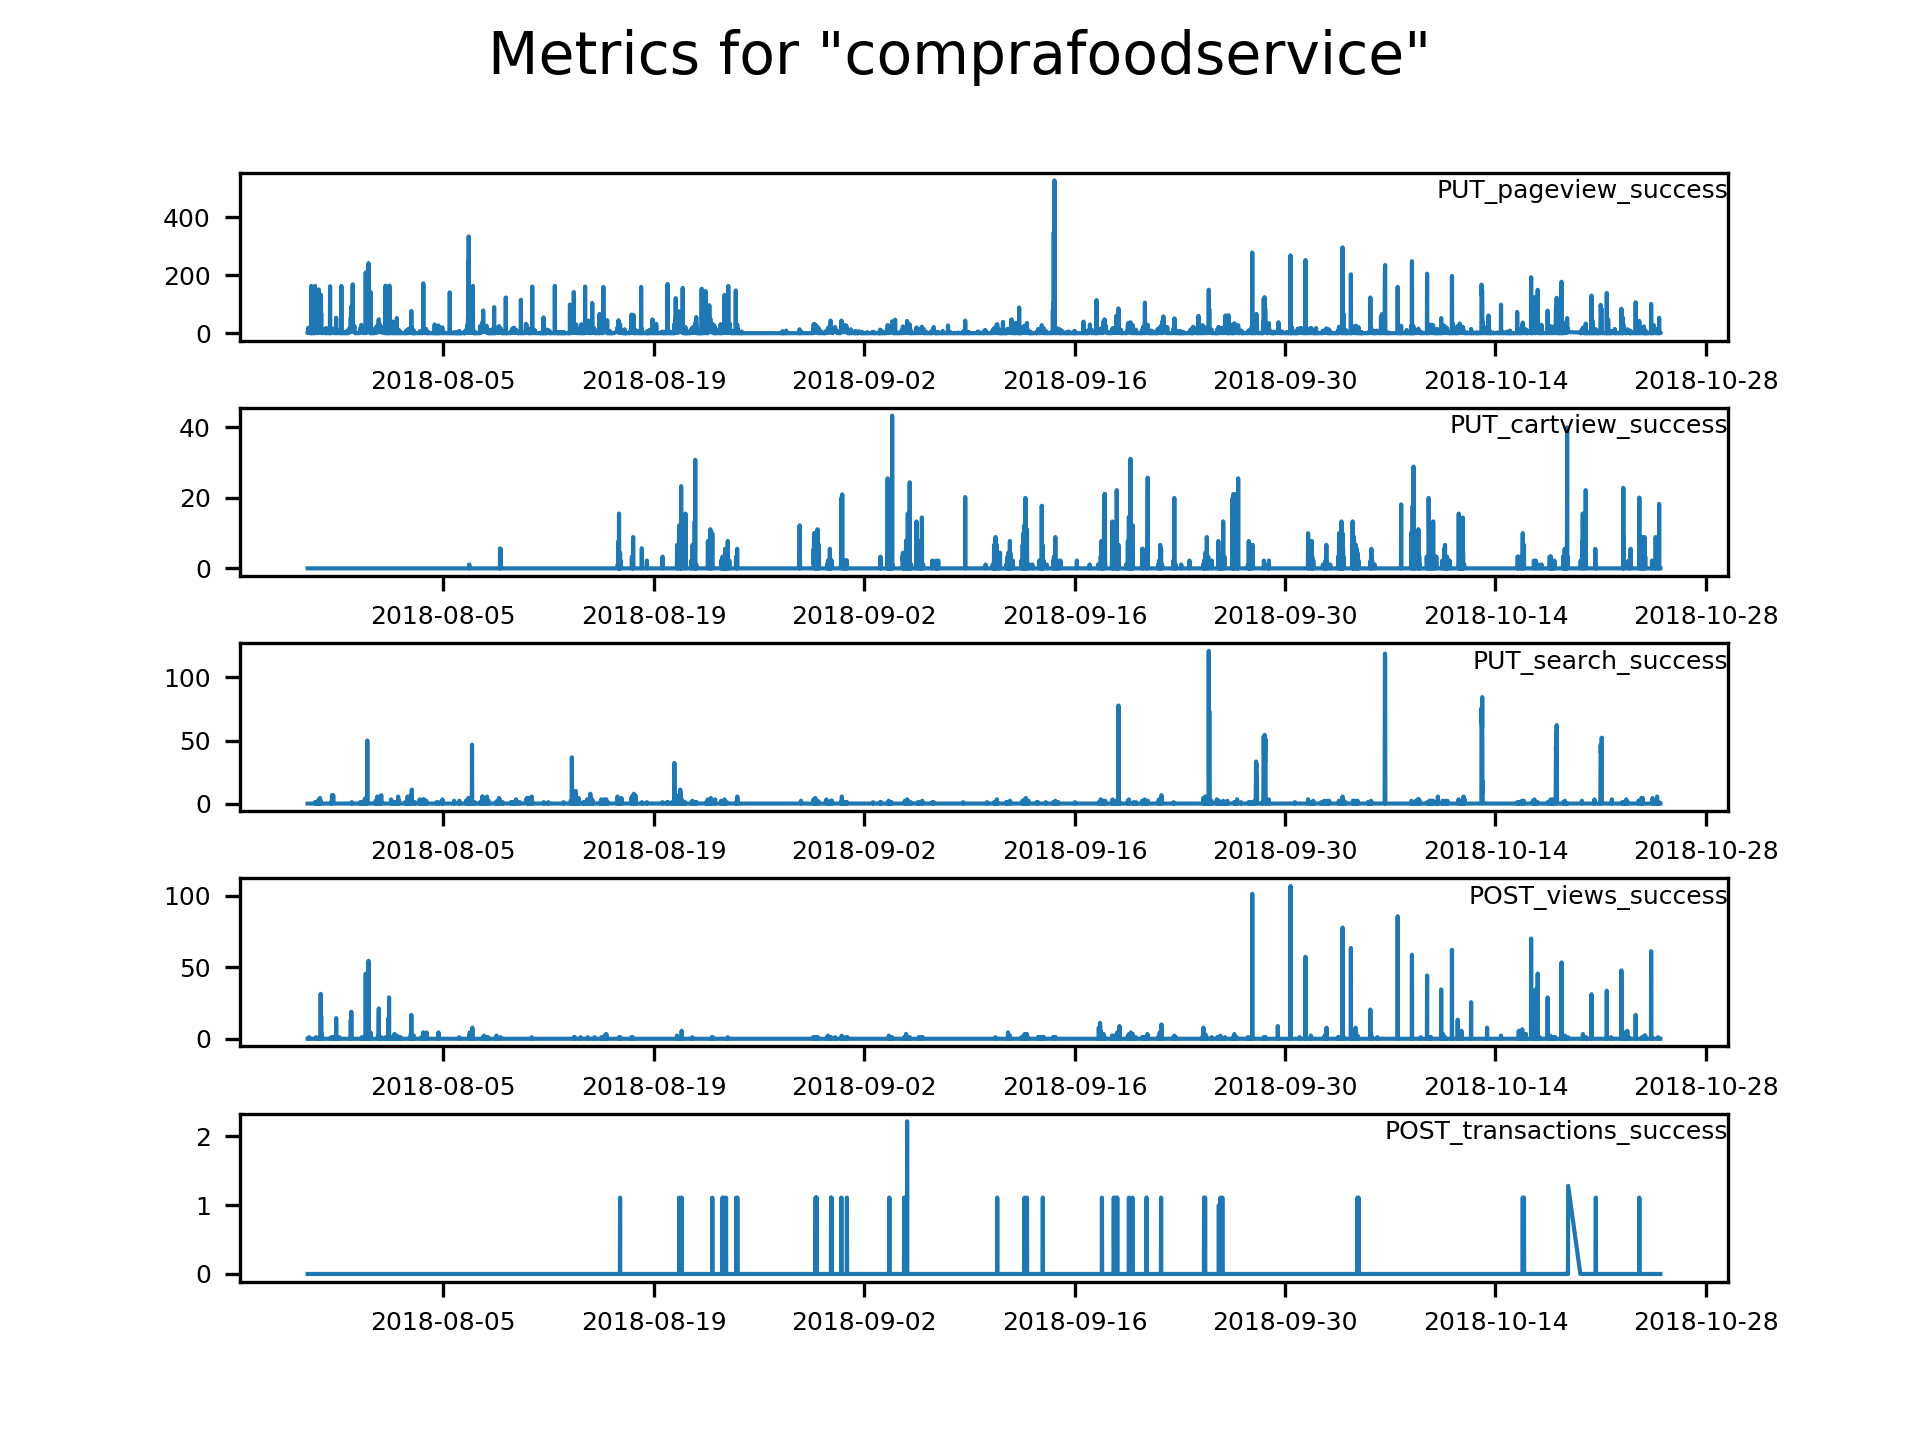 Metrics for "comprafoodservice"
PUT_pageview_success
400
200
0
2018-08-05 2018-08-19 2018-09-02 2018-09-16 2018-09-30 2018-10-14 2018-10-28
PUT_cartview_success
40
20
0
2018-08-05 2018-08-19 2018-09-02 2018-09-16 2018-09-30 2018-10-14 2018-10-28
PUT_search_success
100
50
0
2018-08-05 2018-08-19 2018-09-02 2018-09-16 2018-09-30 2018-10-14 2018-10-28
POST_views_success
100
50
0
2018-08-05 2018-08-19 2018-09-02 2018-09-16 2018-09-30 2018-10-14 2018-10-28
POST_transactions_success
2
1
0
2018-08-05 2018-08-19 2018-09-02 2018-09-16 2018-09-30 2018-10-14 2018-10-28